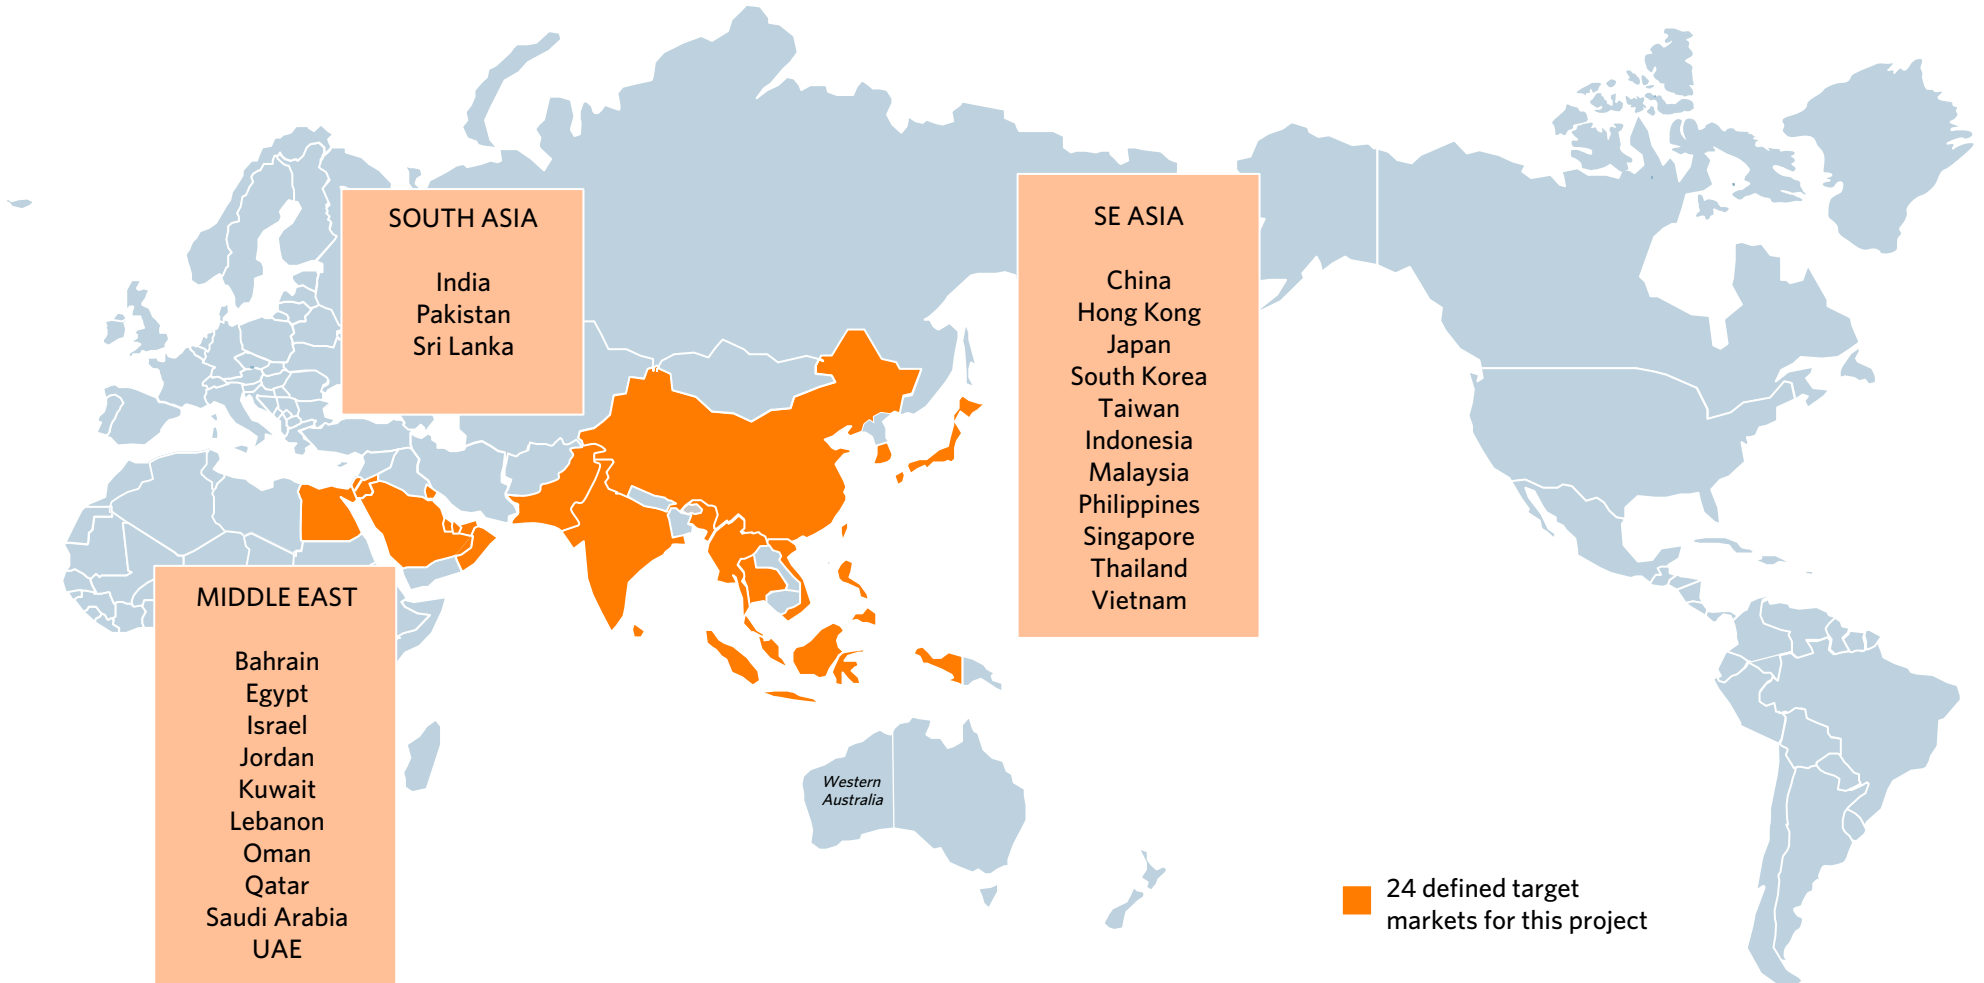 SOUTH ASIA
India
Pakistan
Sri Lanka
SE ASIA
China
Hong Kong
Japan
South Korea
Taiwan
Indonesia
Malaysia
Philippines
Singapore
Thailand
Vietnam
MIDDLE EAST
Bahrain
Egypt
Israel
Jordan
Kuwait
Lebanon
Oman
Qatar
Saudi Arabia
UAE
Western
Australia
24 defined target
markets for this project